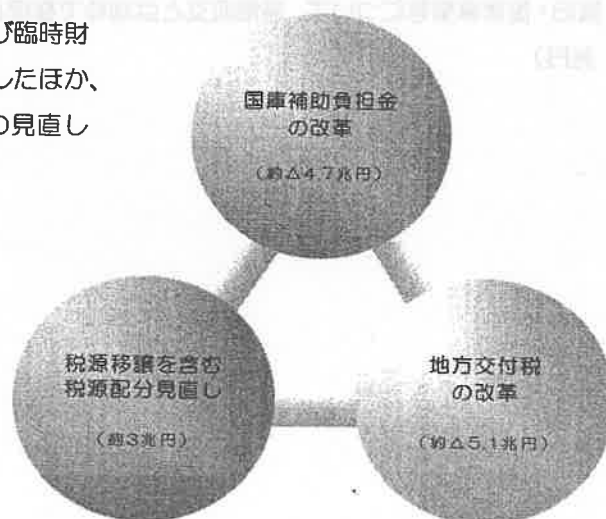 び臨時財
したほか、
の見直し
国庫補助負担金
の改革
(約△4.7兆円)
税源移譲を含む
税源配分見直し
(約3兆円)
地方交付税
の改革
(約△5.1兆円)